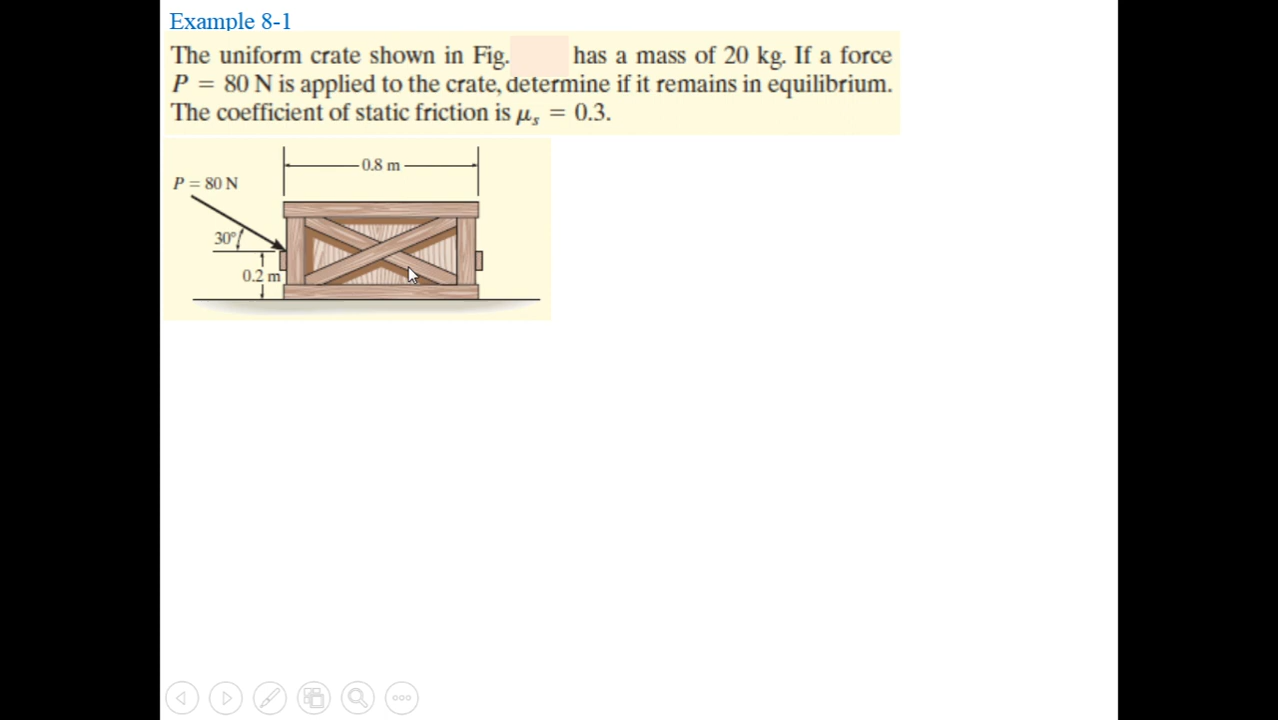 Example 8-1
The uniform crate shown in Fig. has a mass of 20 kg. If a force
P = 80 N is applied to the crate, determine if it remains in equilibrium.
The coefficient of static friction is μₛ = 0.3.
0.8 m
P = 80 N
30°
0.2 m